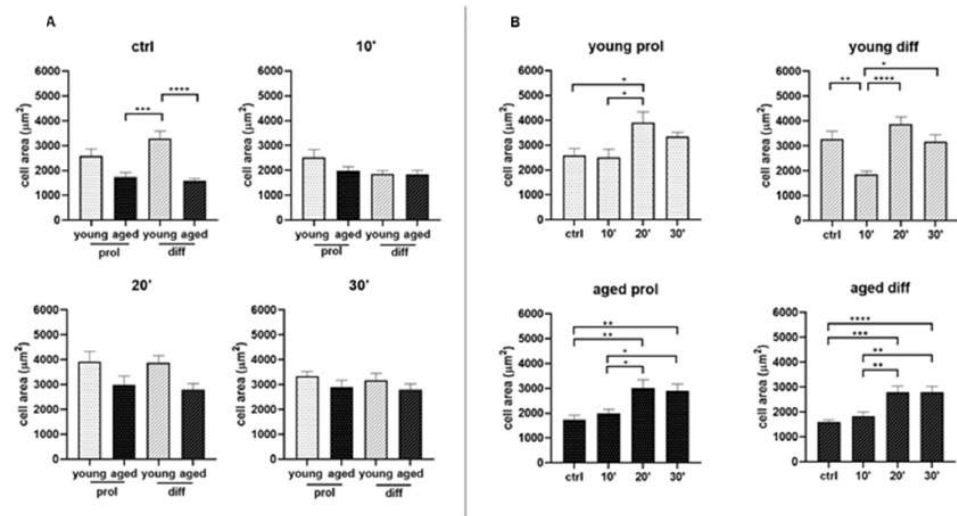 A
ctrl
cell area (μm²)
6000
5000
4000
3000
2000
1000
0
***
****
young aged young aged
prol diff
10'
cell area (μm²)
6000
5000
4000
3000
2000
1000
0
young aged young aged
prol diff
20'
cell area (μm²)
6000
5000
4000
3000
2000
1000
0
young aged young aged
prol diff
30'
cell area (μm²)
6000
5000
4000
3000
2000
1000
0
young aged young aged
prol diff
B
young prol
cell area (μm²)
6000
5000
4000
3000
2000
1000
0
*
*
ctrl 10' 20' 30'
young diff
cell area (μm²)
6000
5000
4000
3000
2000
1000
0
*
** ****
ctrl 10' 20' 30'
aged prol
cell area (μm²)
6000
5000
4000
3000
2000
1000
0
**
**
*
*
ctrl 10' 20' 30'
aged diff
cell area (μm²)
6000
5000
4000
3000
2000
1000
0
****
***
**
**
ctrl 10' 20' 30'